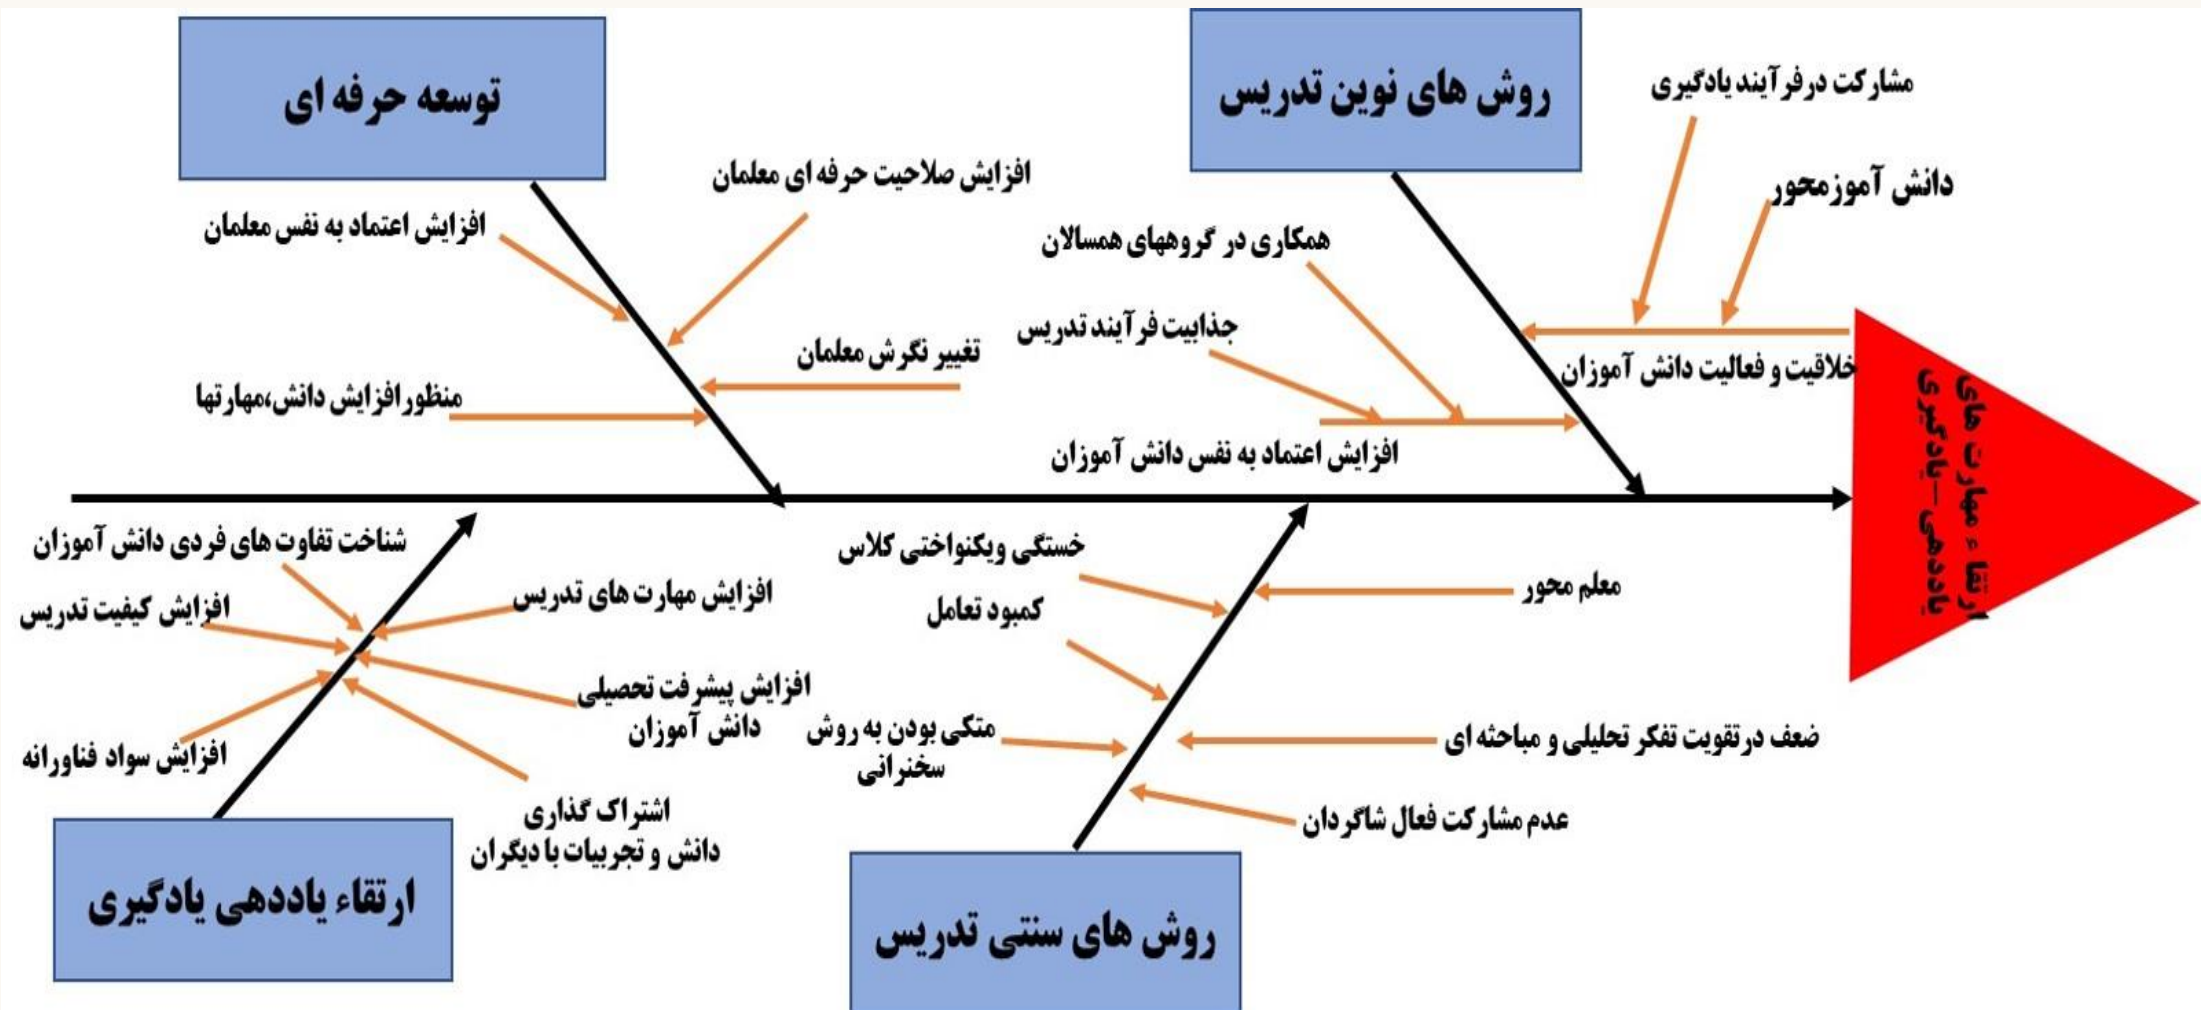 روش های نوین تدریس
مشارکت درفرآیند یادگیری
دانش آموزمحور
خلاقیت و فعالیت دانش آموزان
همکاری در گروههای همسالان
جذابیت فرآیند تدریس
افزایش اعتماد به نفس دانش آموزان
توسعه حرفه ای
افزایش صلاحیت حرفه ای معلمان
افزایش اعتماد به نفس معلمان
تغییر نگرش معلمان
منظورافزایش دانش،مهارتها
ارتقاء مهارت های
یاددهی–یادگیری
معلم محور
خستگی ویکنواختی کلاس
کمبود تعامل
ضعف درتقویت تفکر تحلیلی و مباحثه ای
متکی بودن به روش
سخنرانی
عدم مشارکت فعال شاگردان
روش های سنتی تدریس
شناخت تفاوت های فردی دانش آموزان
افزایش مهارت های تدریس
افزایش کیفیت تدریس
افزایش پیشرفت تحصیلی
دانش آموزان
افزایش سواد فناورانه
اشتراک گذاری
دانش و تجربیات با دیگران
ارتقاء یاددهی یادگیری